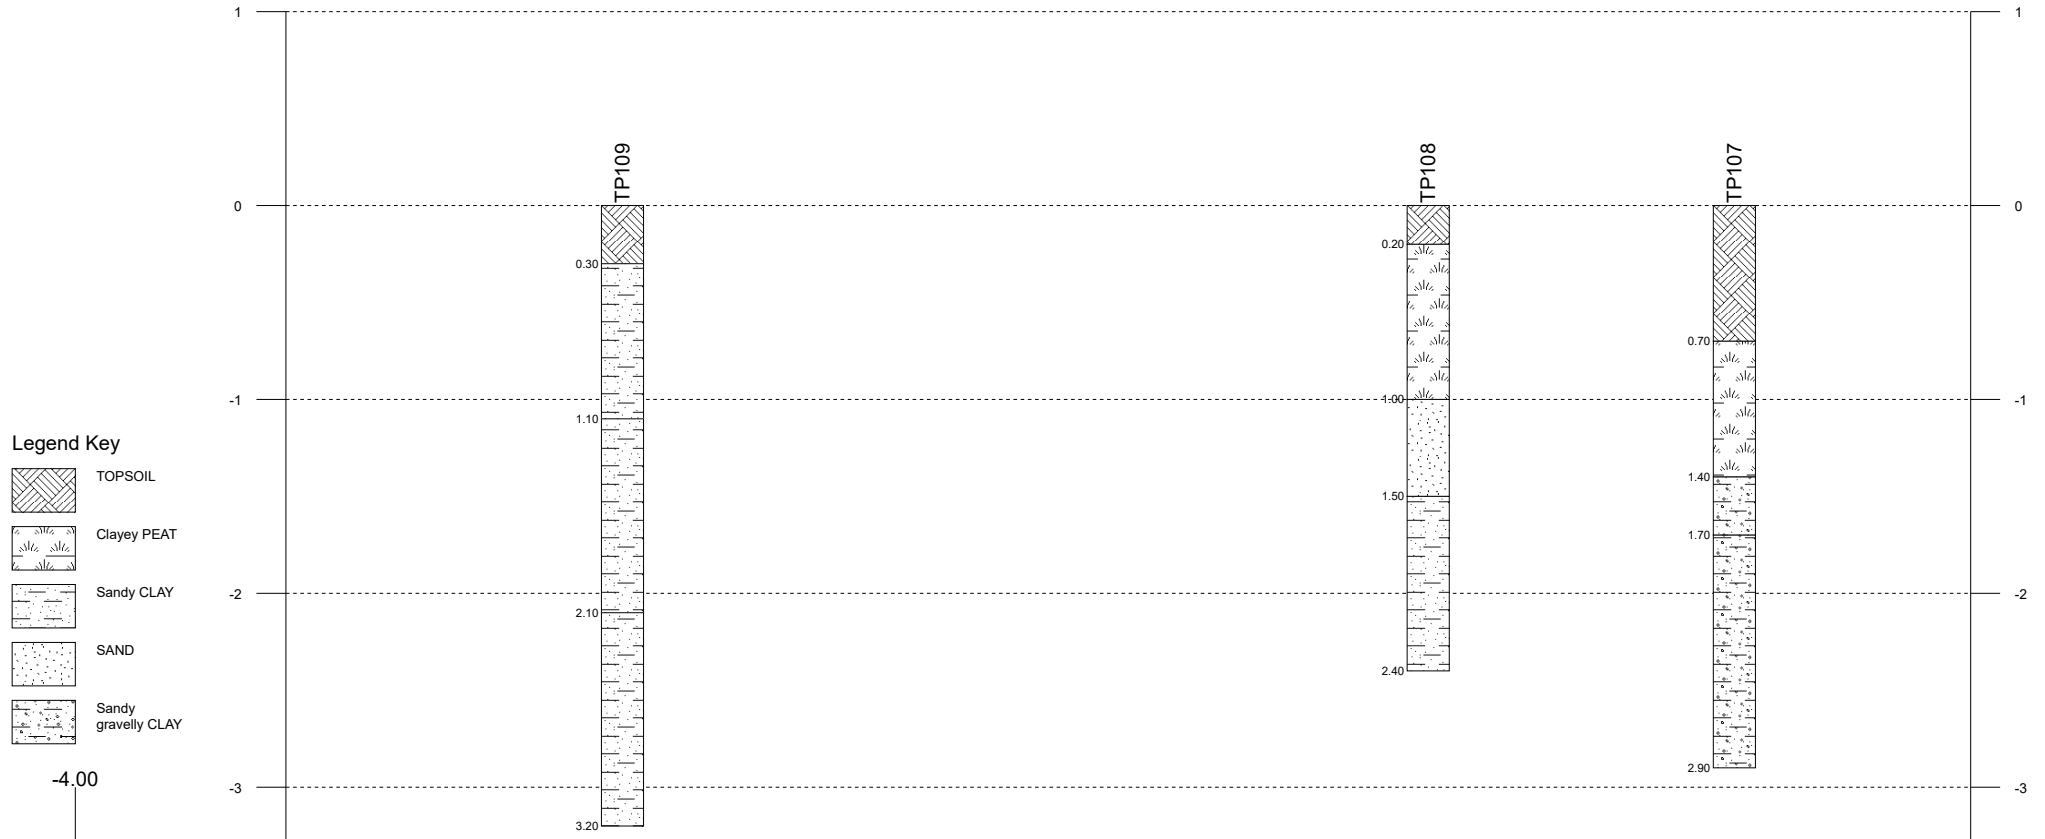 1
1
TP109
TP108
TP107
0
0
0.20
0.30
0.70
-1
1.00
-1
1.10
Legend Key
TOPSOIL
1.40
1.50
Clayey PEAT
1.70
Sandy CLAY
-2
-2
2.10
SAND
2.40
Sandy
gravelly CLAY
2.90
-4.00
-3
-3
3.20